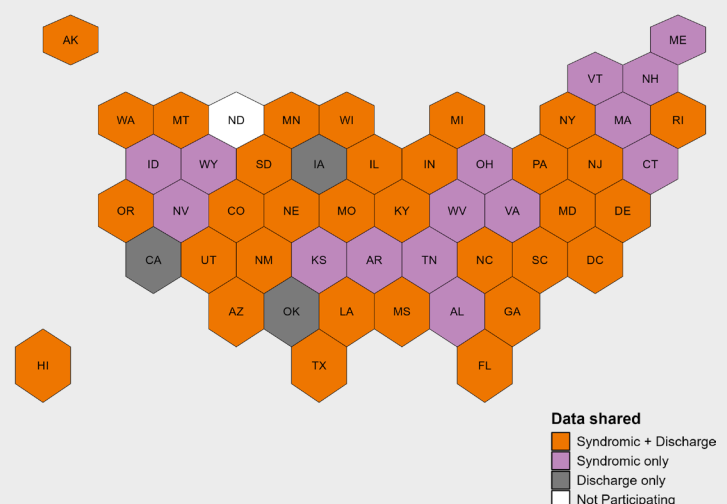 AK
ME
VT NH
WA MT ND MN WI MI NY MA RI
ID WY SD IA IL IN OH PA NJ CT
OR NV CO NE MO KY WV VA MD DE
CA UT NM KS AR TN NC SC DC
AZ OK LA MS AL GA
HI TX FL
Data shared
Syndromic + Discharge
Syndromic only
Discharge only
Not Participating